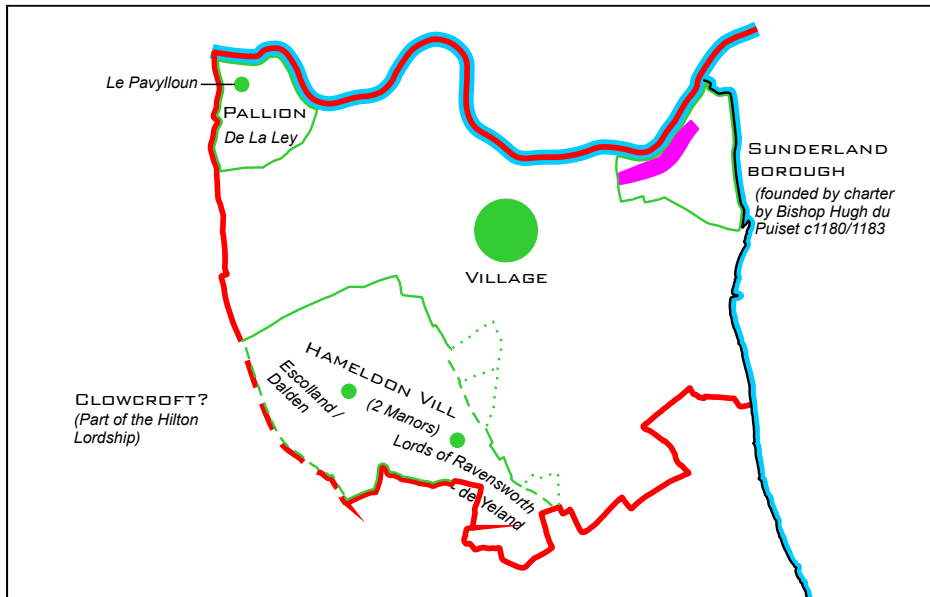 Le Pavylloun
PALLION
De La Ley
SUNDERLAND
BOROUGH
(founded by charter
by Bishop Hugh du
Puiset c1180/1183
VILLAGE
HAMELDON VILL
(2 Manors)
Escolland /
Dalden
Lords of Ravensworth
- de Yeland
CLOWCROFT?
(Part of the Hilton
Lordship)